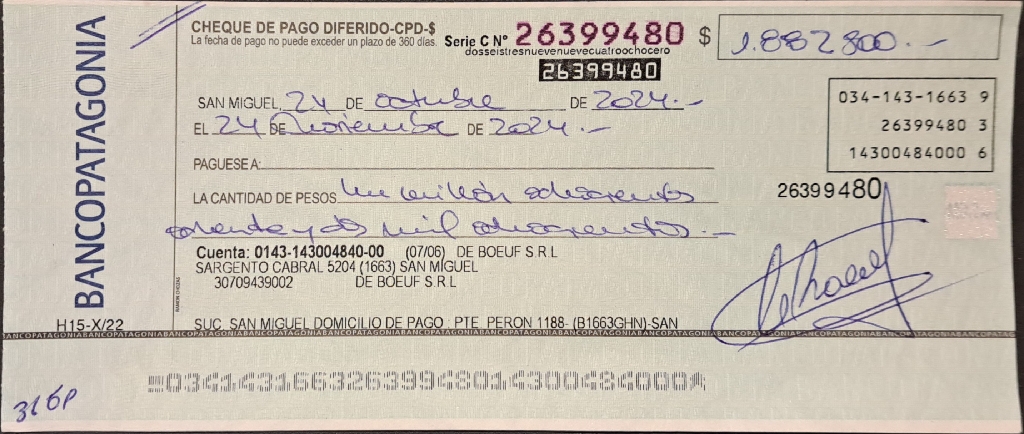 BANCOPATAGONIA
H15-X/22
CHEQUE DE PAGO DIFERIDO-CPD-$
La fecha de pago no puede exceder un plazo de 360 días.
Serie C Nº 26399480 $ 1.882800.-
dosseistresnuevenuevecuatroochocero
26399480
SAN MIGUEL, 24 DE octubre DE 2024.-
EL 24 DE Noviembre DE 2024.-
034-143-1663 9
26399480 3
14300484000 6
PAGUESE A:
LA CANTIDAD DE PESOS Un millón ochocientos
ochenta y dos mil ochocientos.-
26399480
Cuenta: 0143-143004840-00 (07/06) DE BOEUF S.R.L
SARGENTO CABRAL 5204 (1663) SAN MIGUEL
30709439002 DE BOEUF S R L
SUC SAN MIGUEL DOMICILIO DE PAGO : PTE PERON 1188- (B1663GHN)-SAN
BANCOPATAGONIABANCOPATAGONIABANCOPATAGONIABANCOPATAGONIA
03414316632639948014300484000